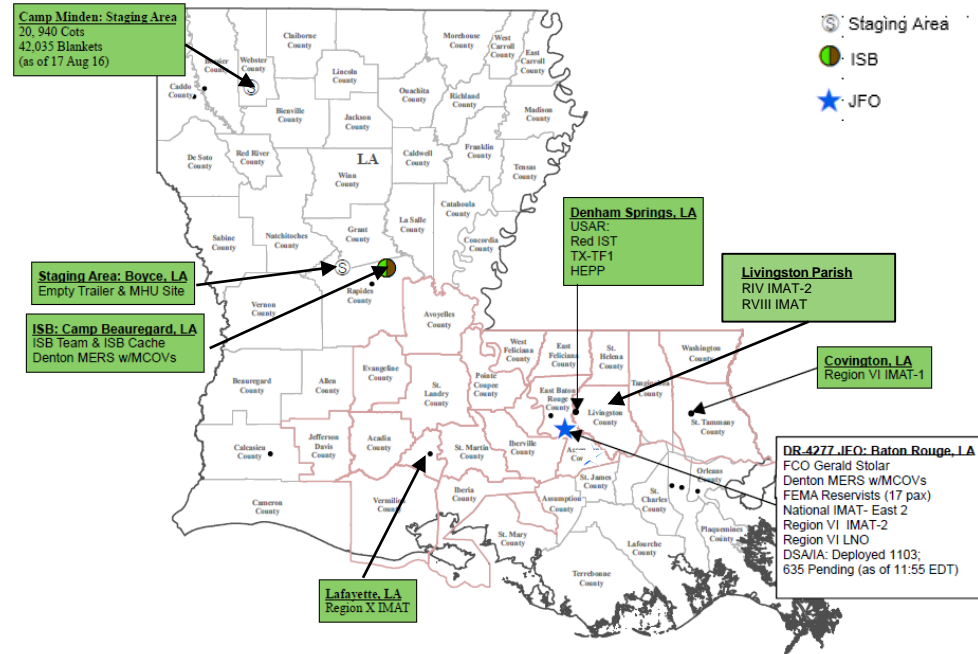 Camp Minden: Staging Area
20, 940 Cots
42,035 Blankets
(as of 17 Aug 16)
Staging Area
ISB
JFO
Claiborne
County
Morehouse
County
West
Carroll
County
East
Carroll
County
Webster
County
Lincoln
County
Caddo
County
Ouachita
County
Richland
County
Madison
County
Bienville
County
Jackson
County
Franklin
County
De Soto
County
Red River
County
LA
Caldwell
County
Tensas
County
Winn
County
Catahoula
County
La Salle
County
Grant
County
Sabine
County
Natchitoches
County
Concordia
County
S
Denham Springs, LA
USAR:
Red IST
TX-TF1
HEPP
Staging Area: Boyce, LA
Empty Trailer & MHU Site
Livingston Parish
RIV IMAT-2
RVIII IMAT
Vernon
County
Rapides
County
ISB: Camp Beauregard, LA
ISB Team & ISB Cache
Denton MERS w/MCOVs
Avoyelles
County
West
Feliciana
County
East
Feliciana
County
St.
Helena
County
Washington
County
Covington, LA
Region VI IMAT-1
Beauregard
County
Allen
County
Evangeline
County
St.
Landry
County
Pointe
Coupee
County
East Baton
Rouge
County
Livingston
County
County
St. Tammany
County
Calcasieu
County
Jefferson
Davis
County
Acadia
County
St. Martin
County
Iberville
County
DR-4277 JFO: Baton Rouge, LA
FCO Gerald Stolar
Denton MERS w/MCOVs
FEMA Reservists (17 pax)
National IMAT- East 2
Region VI IMAT-2
Region VI LNO
DSA/IA: Deployed 1103;
635 Pending (as of 11:55 EDT)
Cameron
County
Vermilion
County
Iberia
County
Assumption
County
St. James
County
St.
Charles
County
Orleans
County
St. Mary
County
Lafourche
County
Plaquemines
County
Terrebonne
County
Lafayette, LA
Region X IMAT